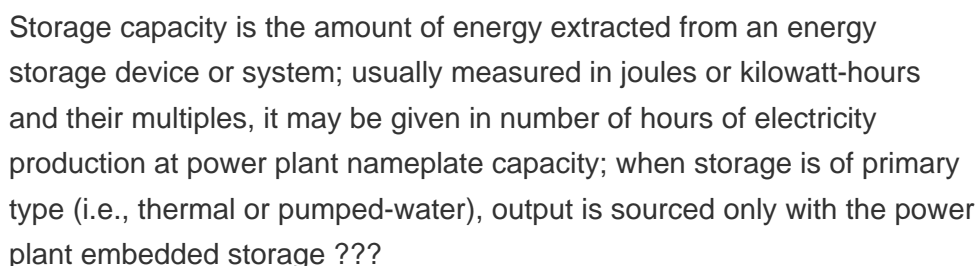 Storage capacity is the amount of energy extracted from an energy
storage device or system; usually measured in joules or kilowatt-hours
and their multiples, it may be given in number of hours of electricity
production at power plant nameplate capacity; when storage is of primary
type (i.e., thermal or pumped-water), output is sourced only with the power
plant embedded storage ???